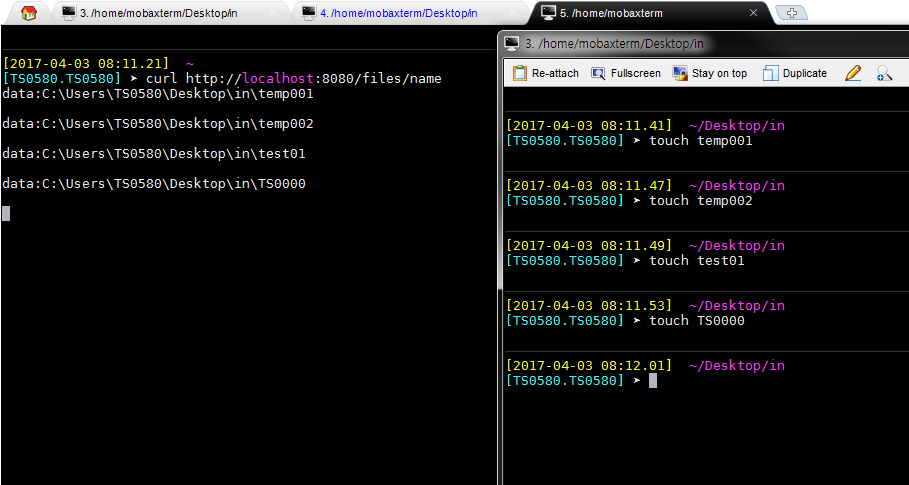 3. /home/mobaxterm/Desktop/in
4. /home/mobaxterm/Desktop/in
5. /home/mobaxterm
[2017-04-03 08:11.21] ~
[TS0580.TS0580] ➤ curl http://localhost:8080/files/name
data:C:\Users\TS0580\Desktop\in\temp001
data:C:\Users\TS0580\Desktop\in\temp002
data:C:\Users\TS0580\Desktop\in\test01
data:C:\Users\TS0580\Desktop\in\TS0000
3. /home/mobaxterm/Desktop/in
Re-attach Fullscreen Stay on top Duplicate
[2017-04-03 08:11.41] ~/Desktop/in
[TS0580.TS0580] ➤ touch temp001
[2017-04-03 08:11.47] ~/Desktop/in
[TS0580.TS0580] ➤ touch temp002
[2017-04-03 08:11.49] ~/Desktop/in
[TS0580.TS0580] ➤ touch test01
[2017-04-03 08:11.53] ~/Desktop/in
[TS0580.TS0580] ➤ touch TS0000
[2017-04-03 08:12.01] ~/Desktop/in
[TS0580.TS0580] ➤